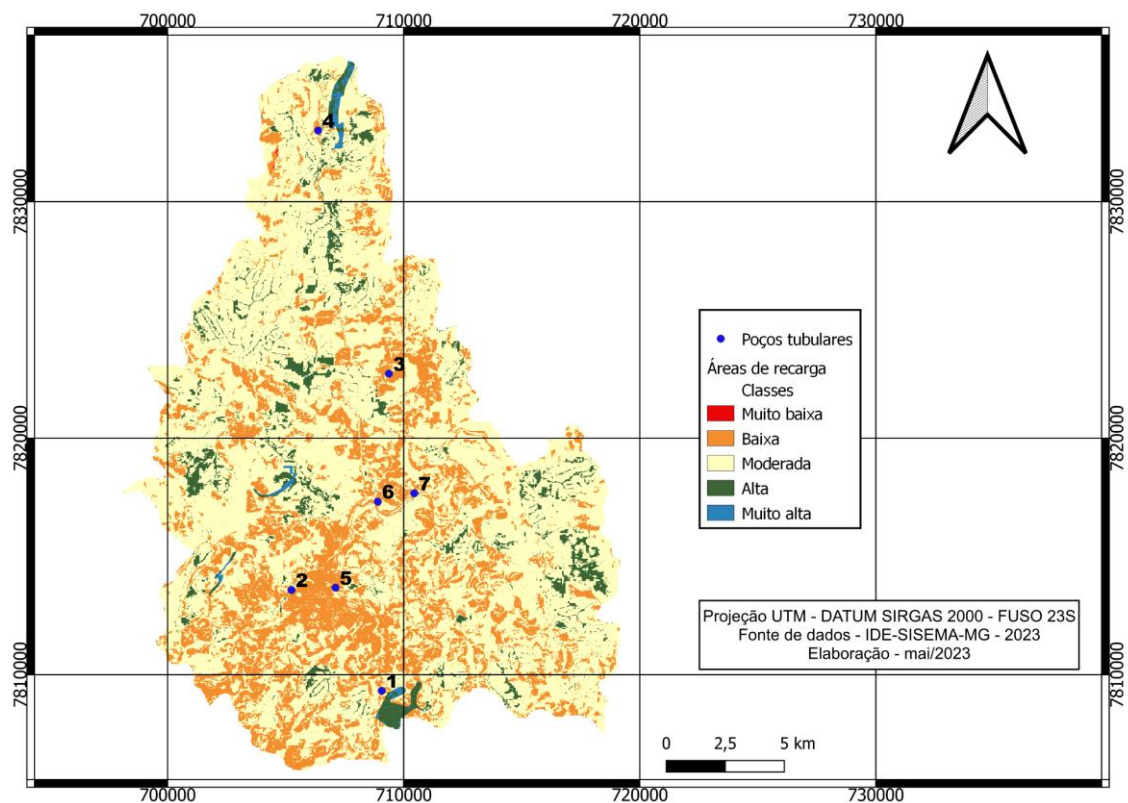 700000 710000 720000 730000
4
7830000 7830000
3
Poços tubulares
Áreas de recarga
Classes
Muito baixa
Baixa
Moderada
Alta
Muito alta
7820000 7820000
6 7
2 5
Projeção UTM - DATUM SIRGAS 2000 - FUSO 23S
Fonte de dados - IDE-SISEMA-MG - 2023
Elaboração - mai/2023
7810000 7810000
1
0 2,5 5 km
700000 710000 720000 730000